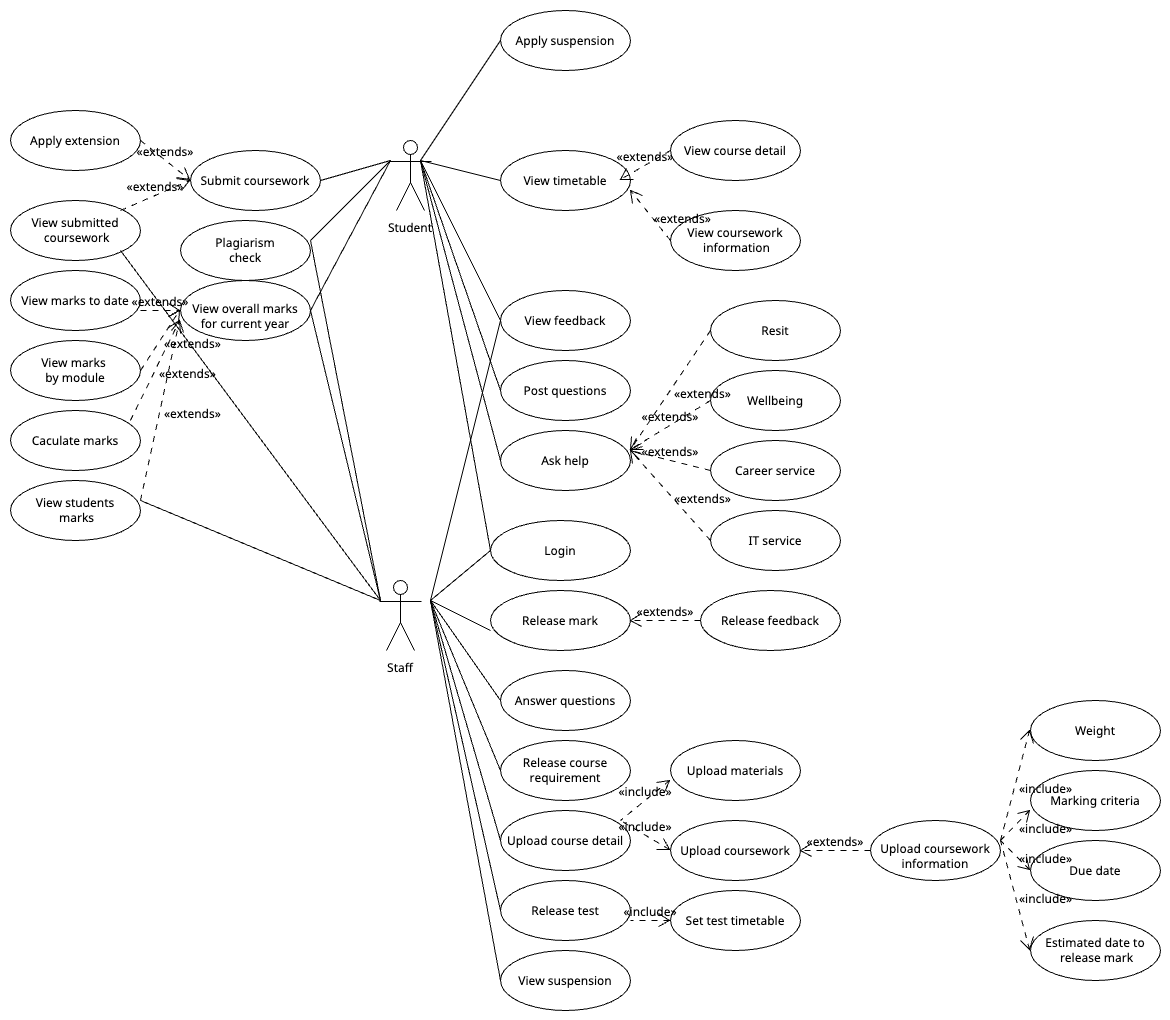 Apply suspension
Apply extension
«extends»
«extends»
View course detail
Submit coursework
View timetable
«extends»
View submitted
coursework
Student
«extends»
View coursework
information
Plagiarism
check
View marks to date
«extends»
View overall marks
for current year
View feedback
Resit
«extends»
View marks
by module
«extends»
Post questions
«extends»
Wellbeing
«extends»
«extends»
Caculate marks
Ask help
«extends»
Career service
View students
marks
«extends»
IT service
Login
Staff
Release mark
«extends»
Release feedback
Answer questions
Release course
requirement
Upload materials
«include»
Weight
Upload course detail
«include»
Upload coursework
«extends»
Upload coursework
information
«include»
Marking criteria
«include»
«include»
Due date
«include»
Release test
«include»
Set test timetable
Estimated date to
release mark
View suspension